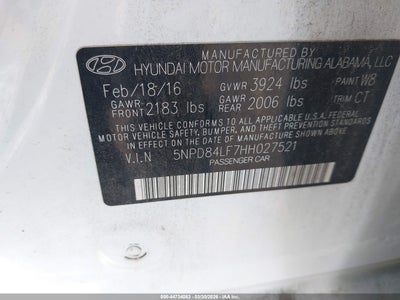 MANUFACTURED BY
HYUNDAI MOTOR MANUFACTURING ALABAMA, LLC
Feb/18/16 GVWR 3924 lbs PAINT W8
GAWR FRONT 2183 lbs GAWR REAR 2006 lbs TRIM CT
THIS VEHICLE CONFORMS TO ALL APPLICABLE U.S.A. FEDERAL
MOTOR VEHICLE SAFETY, BUMPER, AND THEFT PREVENTION
STANDARDS IN EFFECT ON THE DATE OF MANUFACTURE SHOWN ABOVE.
V.I.N 5NPD84LF7HH027521
PASSENGER CAR